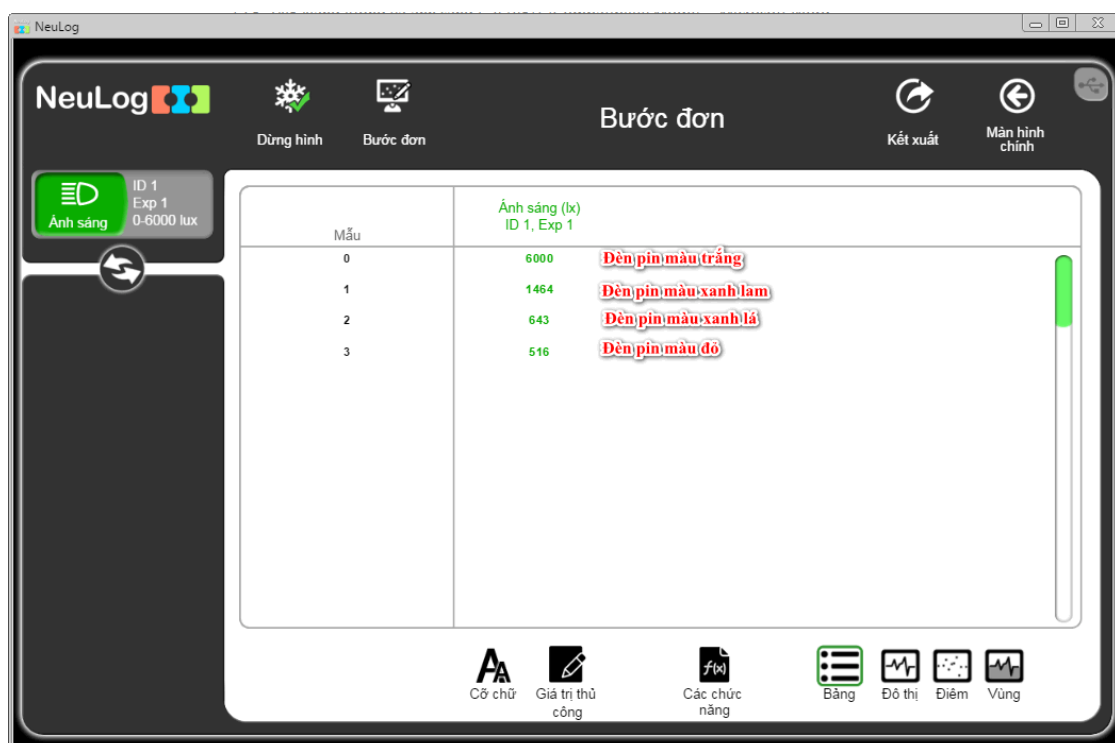 NeuLog
NeuLog
Dừng hình
Bước đơn
Bước đơn
Kết xuất
Màn hình
chính
Ánh sáng
ID 1
Exp 1
0-6000 lux
Mẫu
Ánh sáng (lx)
ID 1, Exp 1
0 6000 Đèn pin màu trắng
1 1464 Đèn pin màu xanh lam
2 643 Đèn pin màu xanh lá
3 516 Đèn pin màu đỏ
Cỡ chữ
Giá trị thủ
công
f(x)
Các chức
năng
Bảng
Đồ thị
Điểm
Vùng